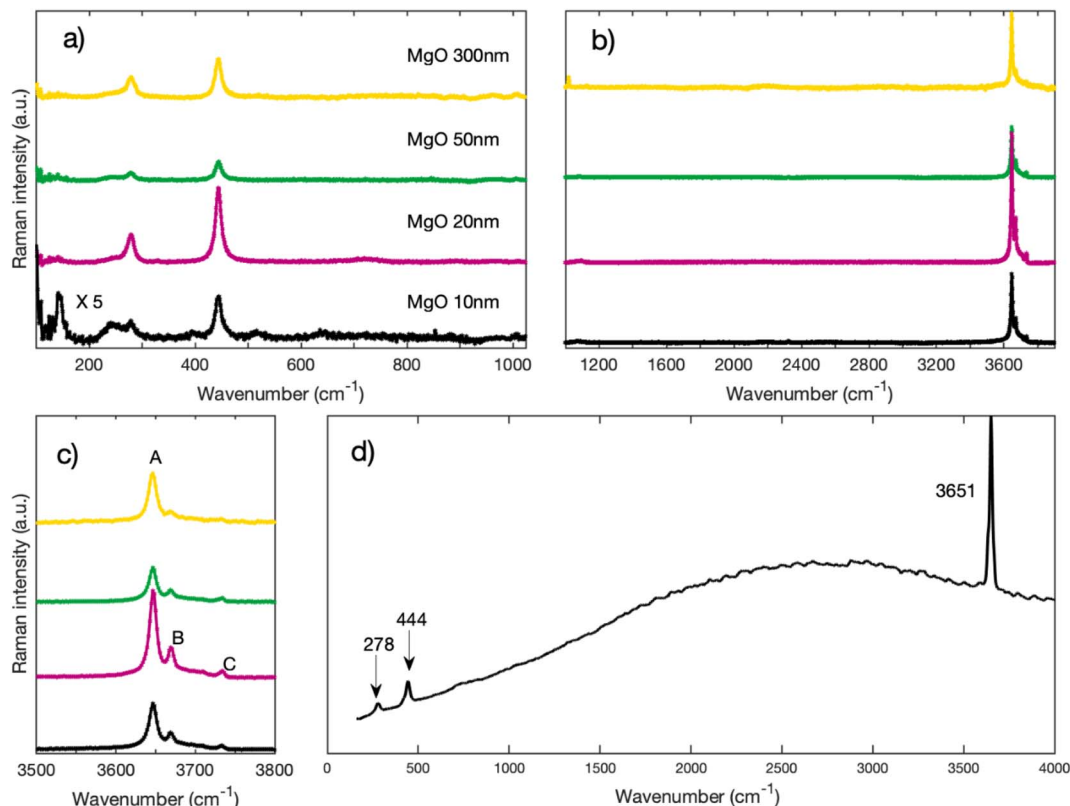 a)
MgO 300nm
MgO 50nm
MgO 20nm
X 5
MgO 10nm
Raman intensity (a.u.)
200 400 600 800 1000
Wavenumber (cm⁻¹)
b)
1200 1600 2000 2400 2800 3200 3600
Wavenumber (cm⁻¹)
c)
A
B
C
Raman intensity (a.u.)
3500 3600 3700 3800
Wavenumber (cm⁻¹)
d)
3651
444
278
0 500 1000 1500 2000 2500 3000 3500 4000
Wavenumber (cm⁻¹)